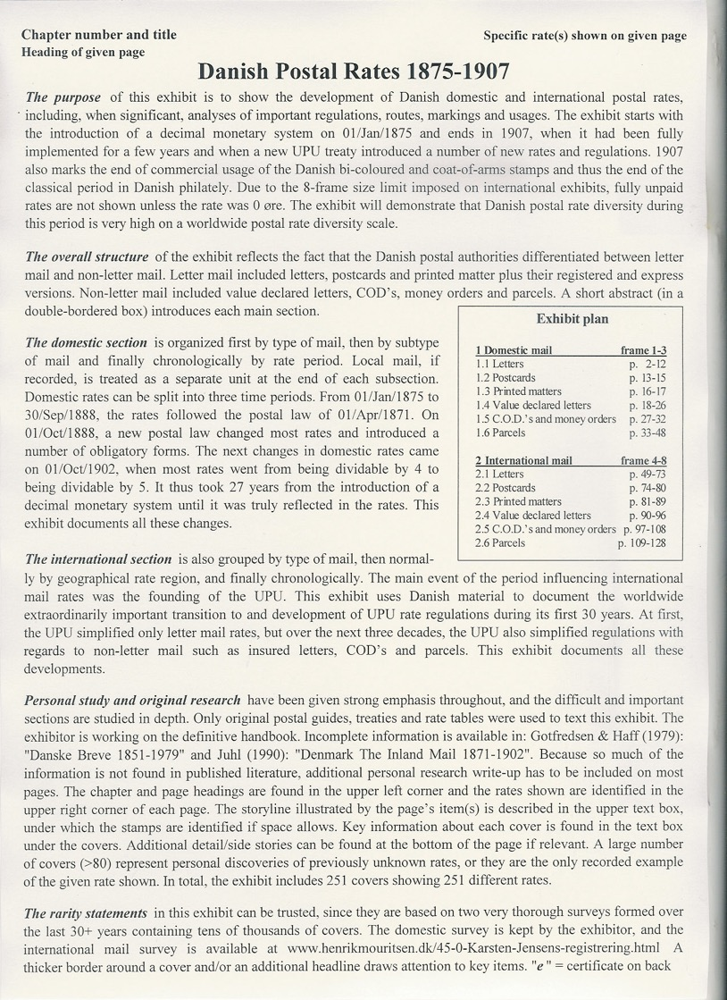 Chapter number and title
Specific rate(s) shown on given page
Heading of given page
Danish Postal Rates 1875-1907
The purpose of this exhibit is to show the development of Danish domestic and international postal rates,
including, when significant, analyses of important regulations, routes, markings and usages. The exhibit starts with
the introduction of a decimal monetary system on 01/Jan/1875 and ends in 1907, when it had been fully
implemented for a few years and when a new UPU treaty introduced a number of new rates and regulations. 1907
also marks the end of commercial usage of the Danish bi-coloured and coat-of-arms stamps and thus the end of the
classical period in Danish philately. Due to the 8-frame size limit imposed on international exhibits, fully unpaid
rates are not shown unless the rate was 0 øre. The exhibit will demonstrate that Danish postal rate diversity during
this period is very high on a worldwide postal rate diversity scale.
The overall structure of the exhibit reflects the fact that the Danish postal authorities differentiated between letter
mail and non-letter mail. Letter mail included letters, postcards and printed matter plus their registered and express
versions. Non-letter mail included value declared letters, COD's, money orders and parcels. A short abstract (in a
double-bordered box) introduces each main section.
The domestic section is organized first by type of mail, then by subtype
of mail and finally chronologically by rate period. Local mail, if
recorded, is treated as a separate unit at the end of each subsection.
Domestic rates can be split into three time periods. From 01/Jan/1875 to
30/Sep/1888, the rates followed the postal law of 01/Apr/1871. On
01/Oct/1888, a new postal law changed most rates and introduced a
number of obligatory forms. The next changes in domestic rates came
on 01/Oct/1902, when most rates went from being dividable by 4 to
being dividable by 5. It thus took 27 years from the introduction of a
decimal monetary system until it was truly reflected in the rates. This
exhibit documents all these changes.
Exhibit plan
1 Domestic mail frame 1-3
1.1 Letters p. 2-12
1.2 Postcards p. 13-15
1.3 Printed matters p. 16-17
1.4 Value declared letters p. 18-26
1.5 C.O.D.'s and money orders p. 27-32
1.6 Parcels p. 33-48
2 International mail frame 4-8
2.1 Letters p. 49-73
2.2 Postcards p. 74-80
2.3 Printed matters p. 81-89
2.4 Value declared letters p. 90-96
2.5 C.O.D.'s and money orders p. 97-108
2.6 Parcels p. 109-128
The international section is also grouped by type of mail, then normal-
ly by geographical rate region, and finally chronologically. The main event of the period influencing international
mail rates was the founding of the UPU. This exhibit uses Danish material to document the worldwide
extraordinarily important transition to and development of UPU rate regulations during its first 30 years. At first,
the UPU simplified only letter mail rates, but over the next three decades, the UPU also simplified regulations with
regards to non-letter mail such as insured letters, COD's and parcels. This exhibit documents all these
developments.
Personal study and original research have been given strong emphasis throughout, and the difficult and important
sections are studied in depth. Only original postal guides, treaties and rate tables were used to text this exhibit. The
exhibitor is working on the definitive handbook. Incomplete information is available in: Gotfredsen & Haff (1979):
"Danske Breve 1851-1979" and Juhl (1990): "Denmark The Inland Mail 1871-1902". Because so much of the
information is not found in published literature, additional personal research write-up has to be included on most
pages. The chapter and page headings are found in the upper left corner and the rates shown are identified in the
upper right corner of each page. The storyline illustrated by the page's item(s) is described in the upper text box,
under which the stamps are identified if space allows. Key information about each cover is found in the text box
under the covers. Additional detail/side stories can be found at the bottom of the page if relevant. A large number
of covers (>80) represent personal discoveries of previously unknown rates, or they are the only recorded example
of the given rate shown. In total, the exhibit includes 251 covers showing 251 different rates.
The rarity statements in this exhibit can be trusted, since they are based on two very thorough surveys formed over
the last 30+ years containing tens of thousands of covers. The domestic survey is kept by the exhibitor, and the
international mail survey is available at www.henrikmouritsen.dk/45-0-Karsten-Jensens-registrering.html A
thicker border around a cover and/or an additional headline draws attention to key items. "e" = certificate on back